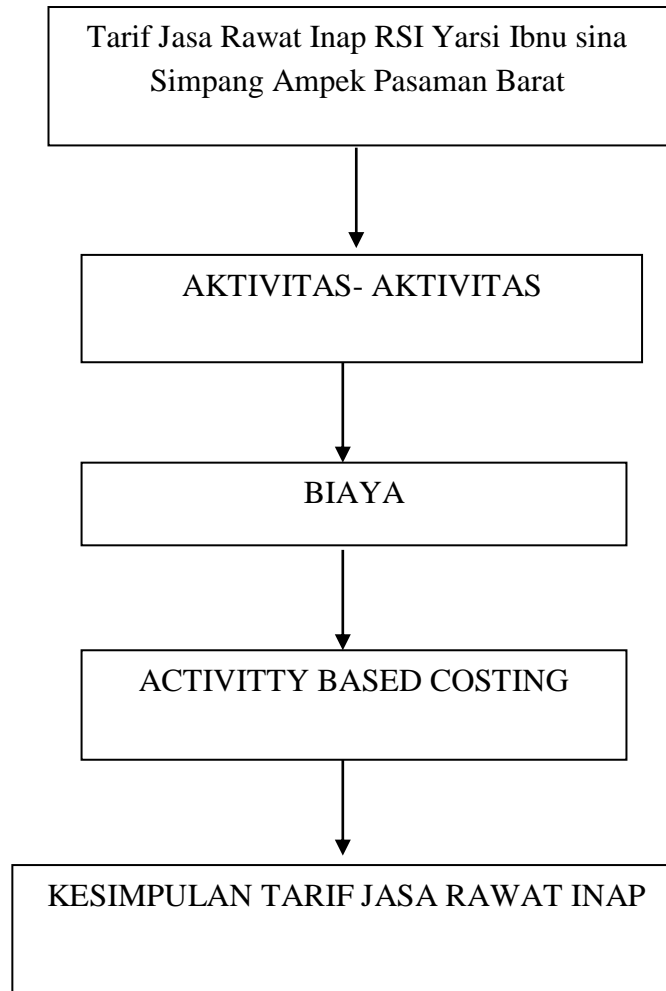 Tarif Jasa Rawat Inap RSI Yarsi Ibnu sina
Simpang Ampek Pasaman Barat
AKTIVITAS- AKTIVITAS
BIAYA
ACTIVITTY BASED COSTING
KESIMPULAN TARIF JASA RAWAT INAP